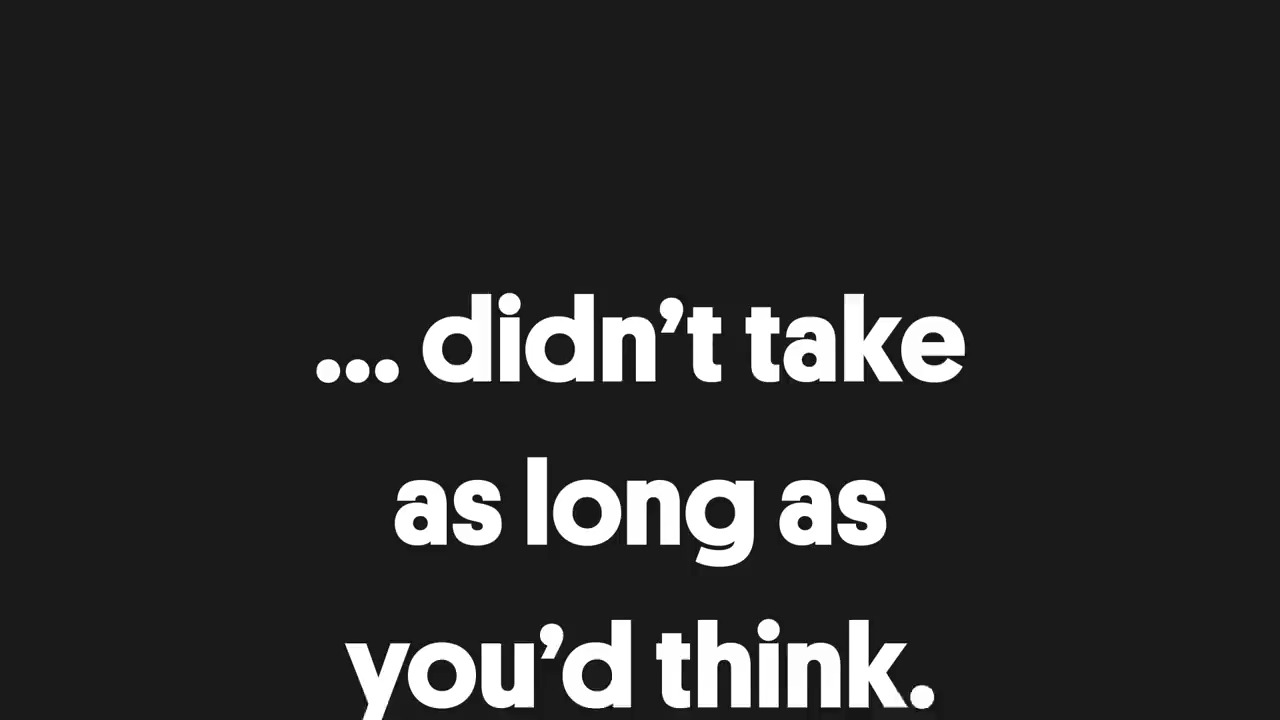 ... didn’t take
as long as
you’d think.